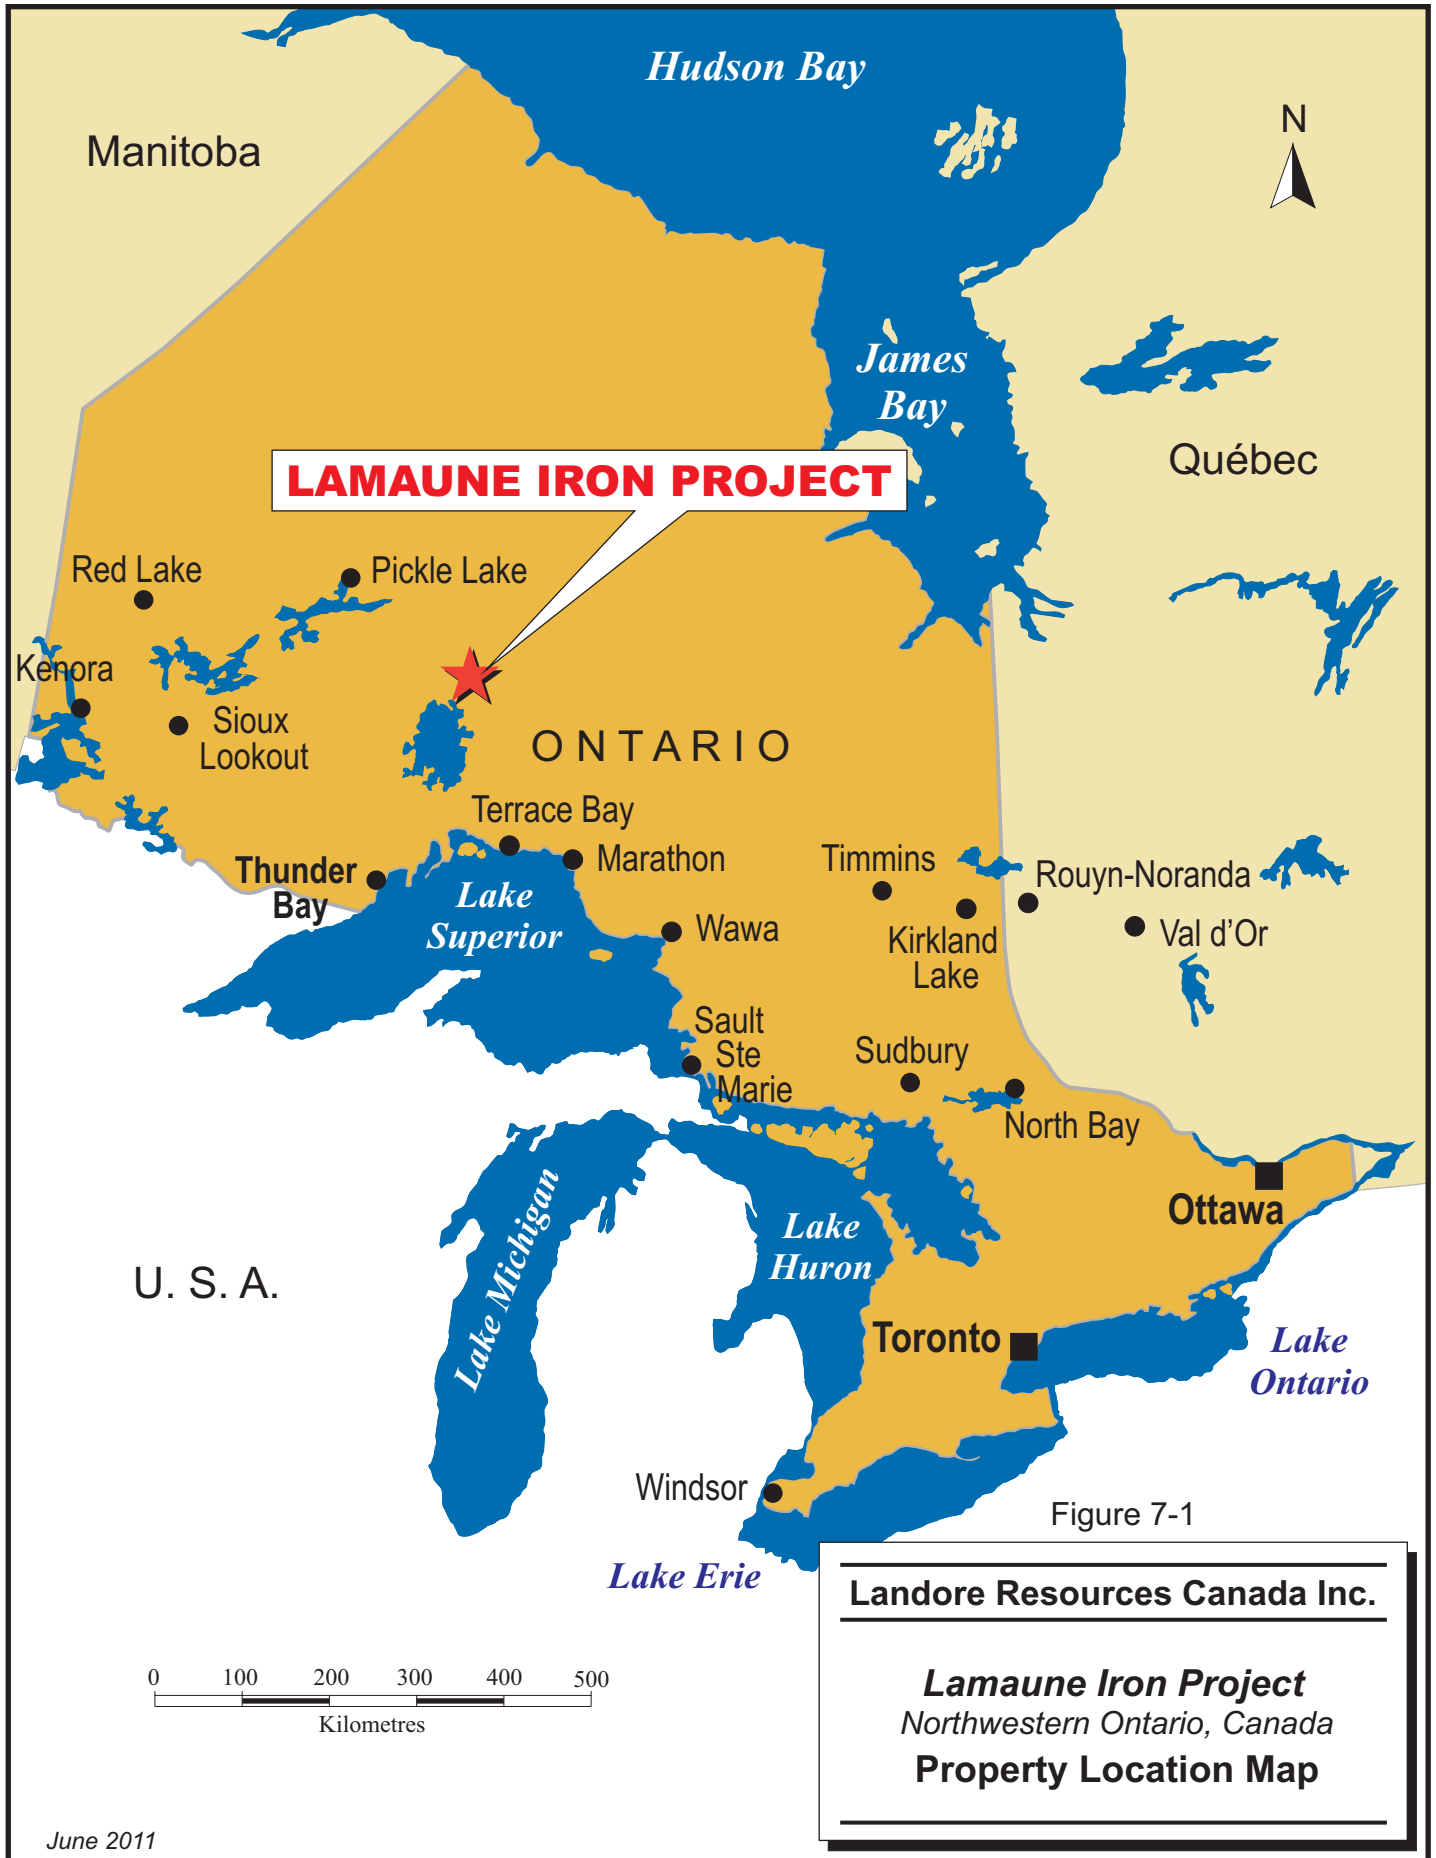 Hudson Bay
N
Manitoba
James
Bay
Québec
LAMAUNE IRON PROJECT
Red Lake
Pickle Lake
Kenora
Sioux
Lookout
ONTARIO
Terrace Bay
Marathon
Timmins
Rouyn-Noranda
Thunder
Bay
Lake
Superior
Wawa
Kirkland
Lake
Val d'Or
Sault
Ste
Marie
Sudbury
North Bay
Ottawa
Lake Michigan
Lake
Huron
U. S. A.
Toronto
Lake
Ontario
Windsor
Lake Erie
Figure 7-1
Landore Resources Canada Inc.
Lamaune Iron Project
Northwestern Ontario, Canada
Property Location Map
0 100 200 300 400 500
Kilometres
June 2011